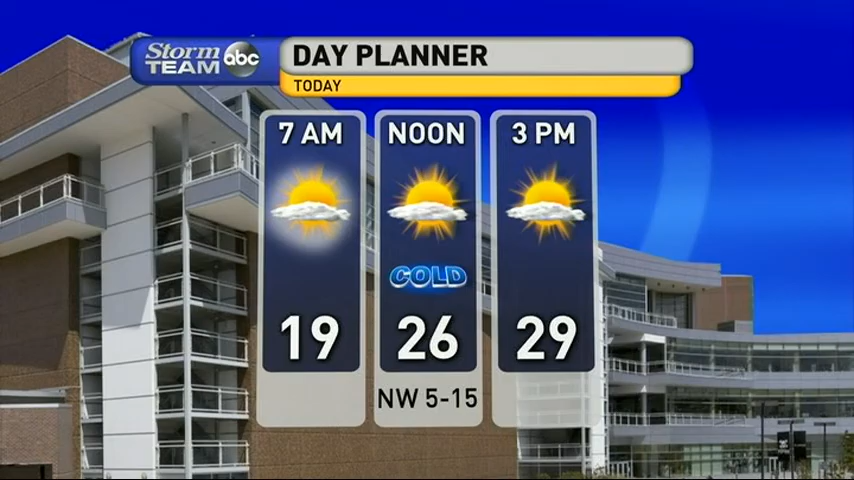 Storm
TEAM abc
DAY PLANNER
TODAY
7 AM
NOON
3 PM
COLD
19
26
29
NW 5-15